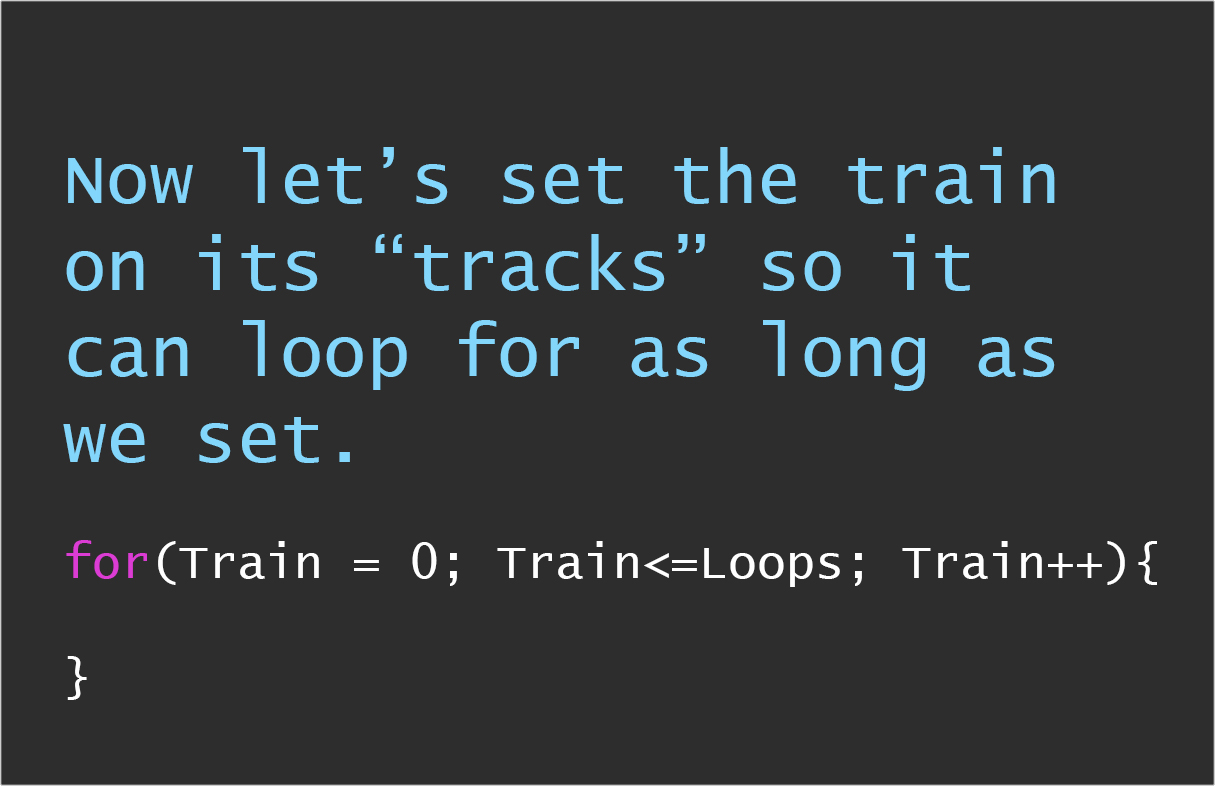 Now let’s set the train
on its “tracks” so it
can loop for as long as
we set.
for(Train = 0; Train<=Loops; Train++){
}